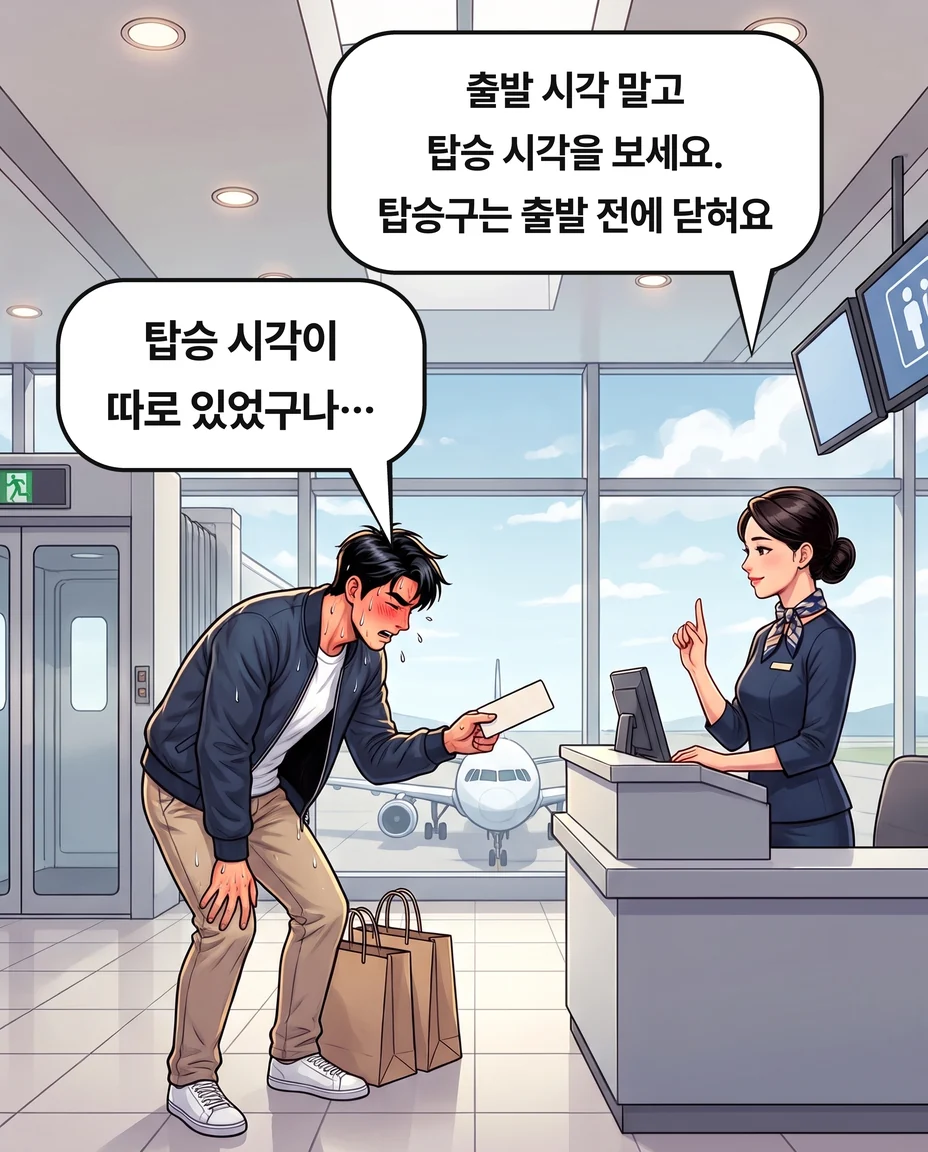 출발 시각 말고
탑승 시각을 보세요.
탑승구는 출발 전에 닫혀요
탑승 시각이
따로 있었구나…